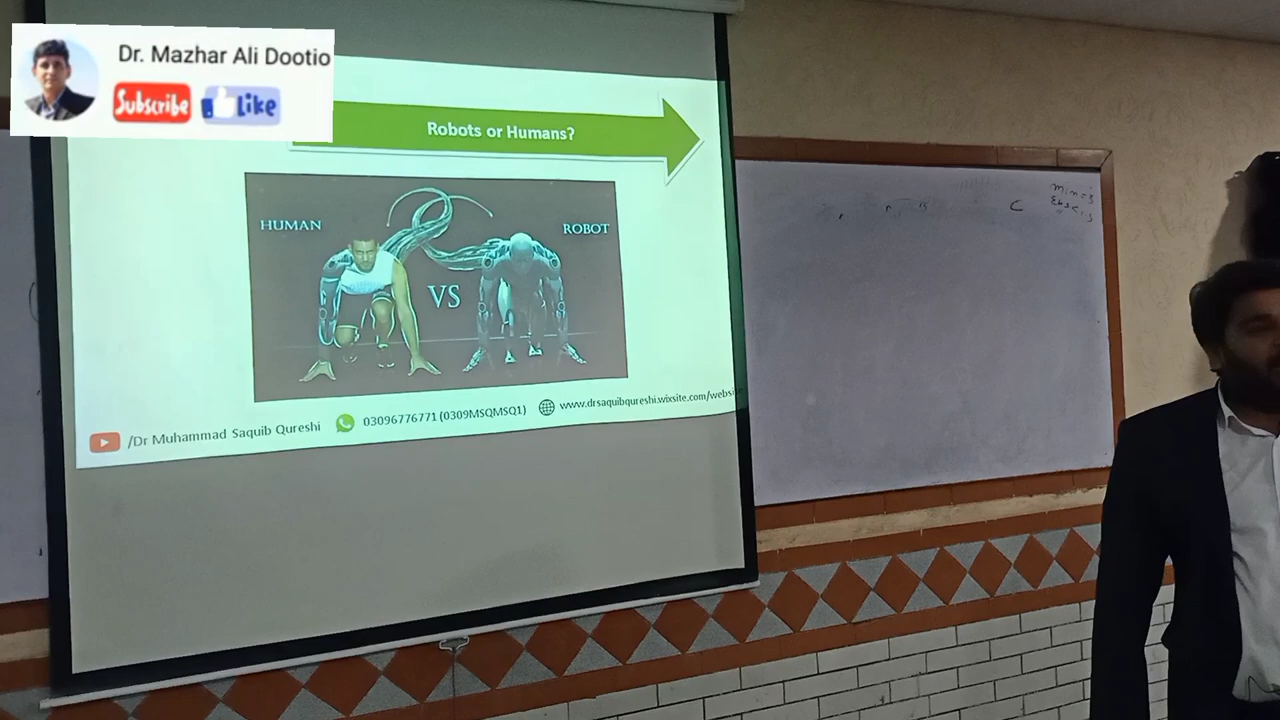 Dr. Mazhar Ali Dootio
Subscribe
Like
Robots or Humans?
HUMAN
ROBOT
VS
/Dr Muhammad Saquib Qureshi
03096776771 (0309MSQMSQ1)
www.drsaquibqureshi.wixsite.com/websit
C